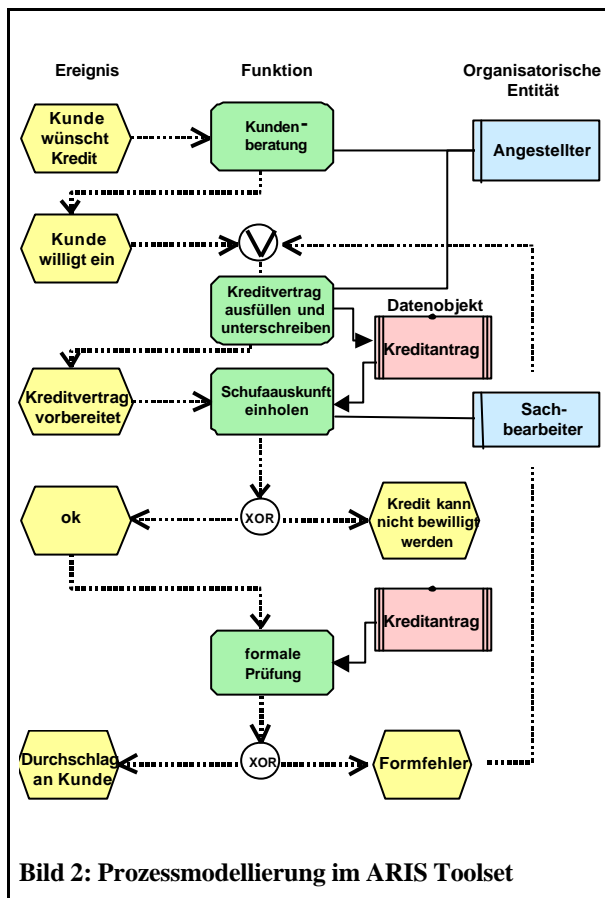 Ereignis
Funktion
Organisatorische
Entität
Kunde
wünscht
Kredit
Kunden-
beratung
Angestellter
Kunde
willigt ein
V
Kreditvertrag
ausfüllen und
unterschreiben
Datenobjekt
Kreditantrag
Kreditvertrag
vorbereitet
Schufaauskunft
einholen
Sach-
bearbeiter
ok
XOR
Kredit kann
nicht bewilligt
werden
Kreditantrag
formale
Prüfung
Durchschlag
an Kunde
XOR
Formfehler
Bild 2: Prozessmodellierung im ARIS Toolset